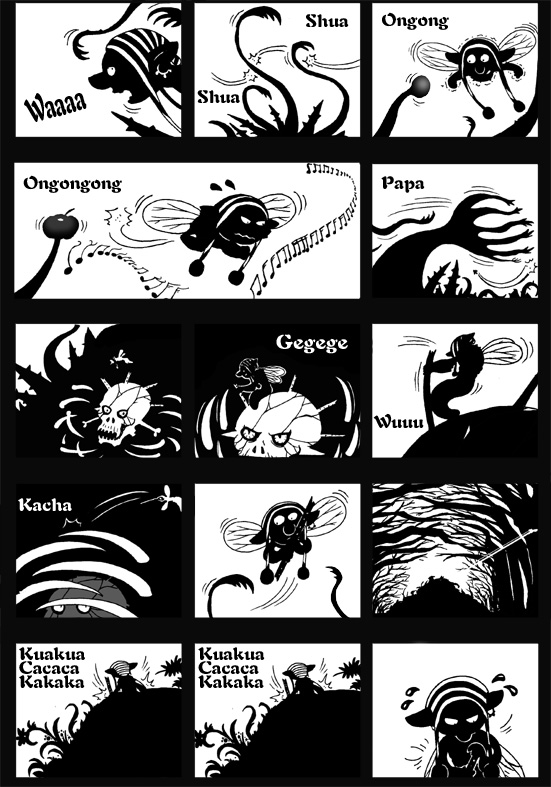 Waaaa
Shua
Shua
Ongong
Ongongong
Papa
Gegege
Wuuu
Kacha
Kuakua
Cacaca
Kakaka
Kuakua
Cacaca
Kakaka